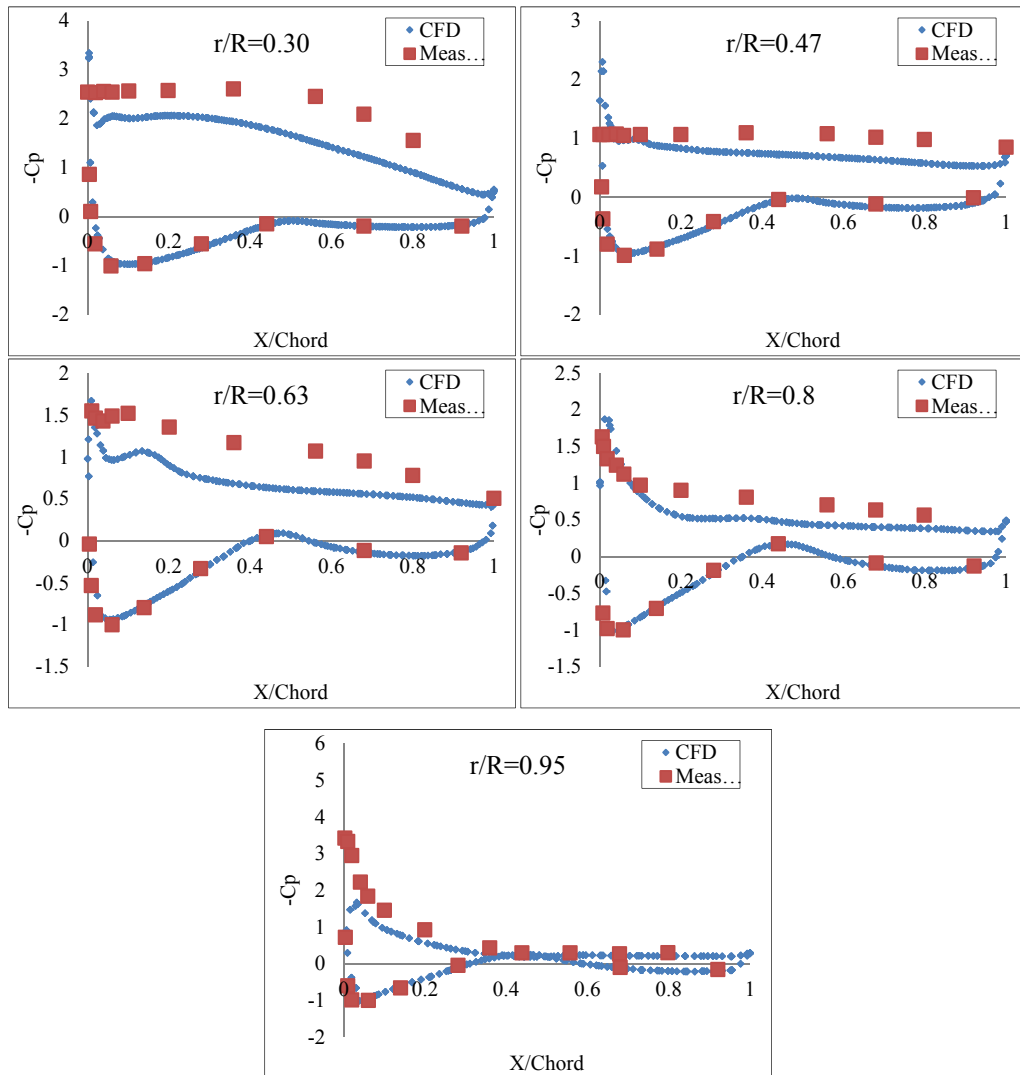 r/R=0.30
CFD
Meas…
4
3
2
1
0
-1
-2
-Cp
0 0.2 0.4 0.6 0.8 1
X/Chord
r/R=0.47
CFD
Meas…
3
2
1
0
-1
-2
-Cp
0 0.2 0.4 0.6 0.8 1
X/Chord
r/R=0.63
CFD
Meas…
2
1.5
1
0.5
0
-0.5
-1
-1.5
-Cp
0 0.2 0.4 0.6 0.8 1
X/Chord
r/R=0.8
CFD
Meas…
2.5
2
1.5
1
0.5
0
-0.5
-1
-1.5
-Cp
0 0.2 0.4 0.6 0.8 1
X/Chord
r/R=0.95
CFD
Meas…
6
5
4
3
2
1
0
-1
-2
-Cp
0 0.2 0.4 0.6 0.8 1
X/Chord